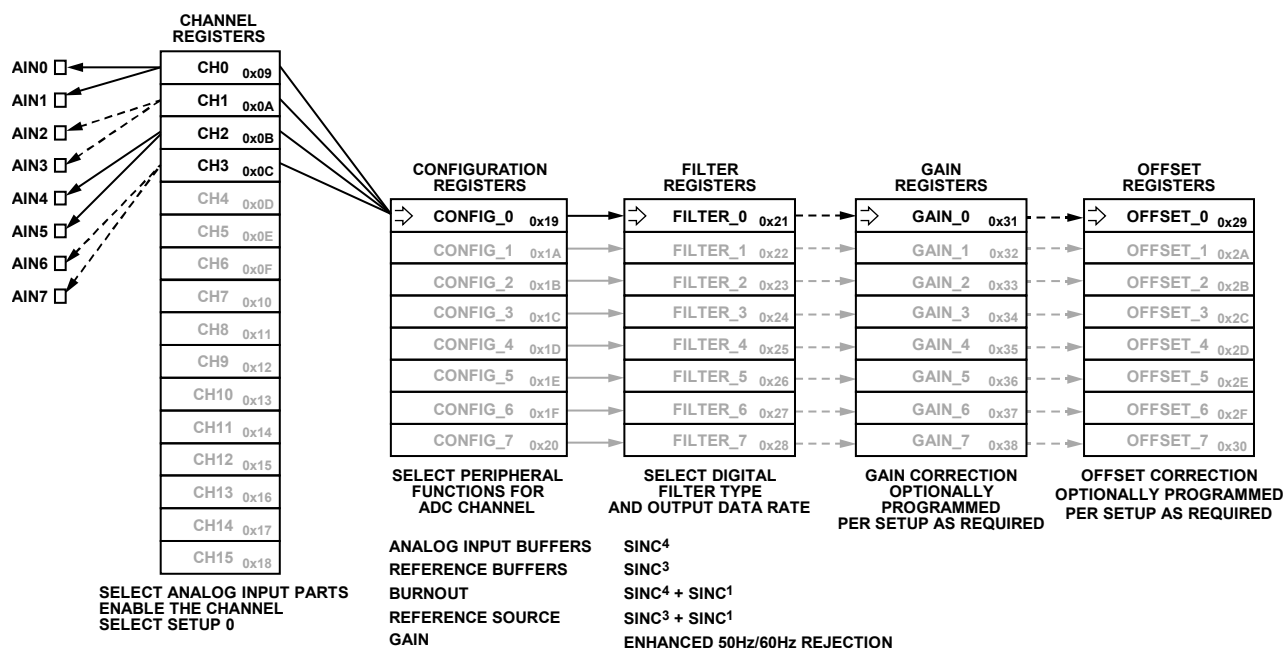 CHANNEL
REGISTERS
AIN0
AIN1
AIN2
AIN3
AIN4
AIN5
AIN6
AIN7
CH0 0x09
CH1 0x0A
CH2 0x0B
CH3 0x0C
CH4 0x0D
CH5 0x0E
CH6 0x0F
CH7 0x10
CH8 0x11
CH9 0x12
CH10 0x13
CH11 0x14
CH12 0x15
CH13 0x16
CH14 0x17
CH15 0x18
SELECT ANALOG INPUT PARTS
ENABLE THE CHANNEL
SELECT SETUP 0
CONFIGURATION
REGISTERS
CONFIG_0 0x19
CONFIG_1 0x1A
CONFIG_2 0x1B
CONFIG_3 0x1C
CONFIG_4 0x1D
CONFIG_5 0x1E
CONFIG_6 0x1F
CONFIG_7 0x20
SELECT PERIPHERAL
FUNCTIONS FOR
ADC CHANNEL
ANALOG INPUT BUFFERS
REFERENCE BUFFERS
BURNOUT
REFERENCE SOURCE
GAIN
FILTER
REGISTERS
FILTER_0 0x21
FILTER_1 0x22
FILTER_2 0x23
FILTER_3 0x24
FILTER_4 0x25
FILTER_5 0x26
FILTER_6 0x27
FILTER_7 0x28
SELECT DIGITAL
FILTER TYPE
AND OUTPUT DATA RATE
SINC⁴
SINC³
SINC⁴ + SINC¹
SINC³ + SINC¹
ENHANCED 50Hz/60Hz REJECTION
GAIN
REGISTERS
GAIN_0 0x31
GAIN_1 0x32
GAIN_2 0x33
GAIN_3 0x34
GAIN_4 0x35
GAIN_5 0x36
GAIN_6 0x37
GAIN_7 0x38
GAIN CORRECTION
OPTIONALLY
PROGRAMMED
PER SETUP AS REQUIRED
OFFSET
REGISTERS
OFFSET_0 0x29
OFFSET_1 0x2A
OFFSET_2 0x2B
OFFSET_3 0x2C
OFFSET_4 0x2D
OFFSET_5 0x2E
OFFSET_6 0x2F
OFFSET_7 0x30
OFFSET CORRECTION
OPTIONALLY PROGRAMMED
PER SETUP AS REQUIRED